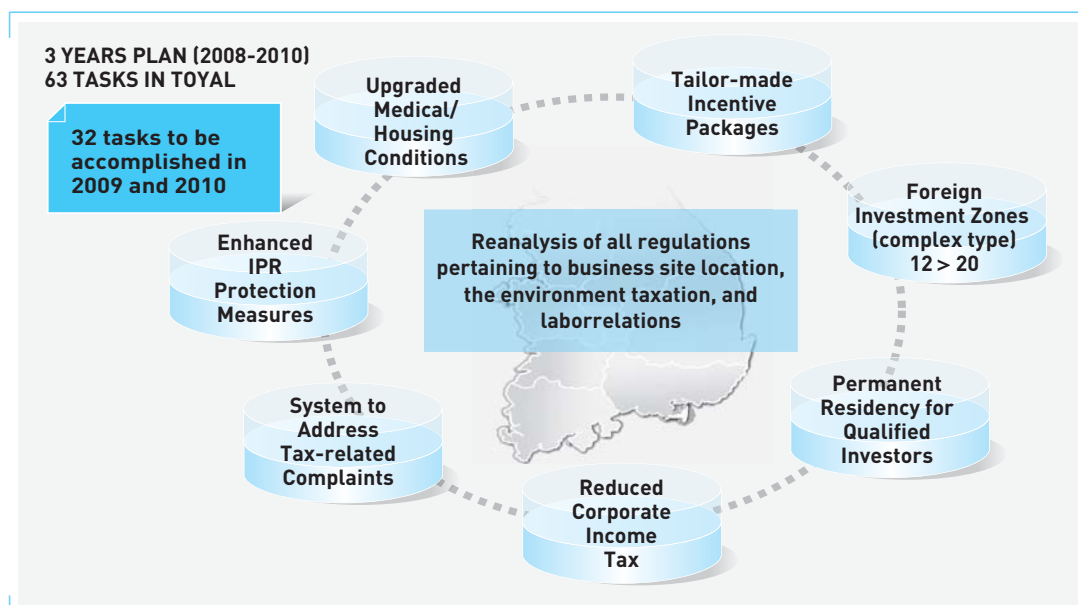 3 YEARS PLAN (2008-2010)
63 TASKS IN TOYAL
32 tasks to be
accomplished in
2009 and 2010
Upgraded
Medical/
Housing
Conditions
Tailor-made
Incentive
Packages
Foreign
Investment Zones
(complex type)
12 > 20
Enhanced
IPR
Protection
Measures
Reanalysis of all regulations
pertaining to business site location,
the environment taxation, and
laborrelations
Permanent
Residency for
Qualified
Investors
System to
Address
Tax-related
Complaints
Reduced
Corporate
Income
Tax